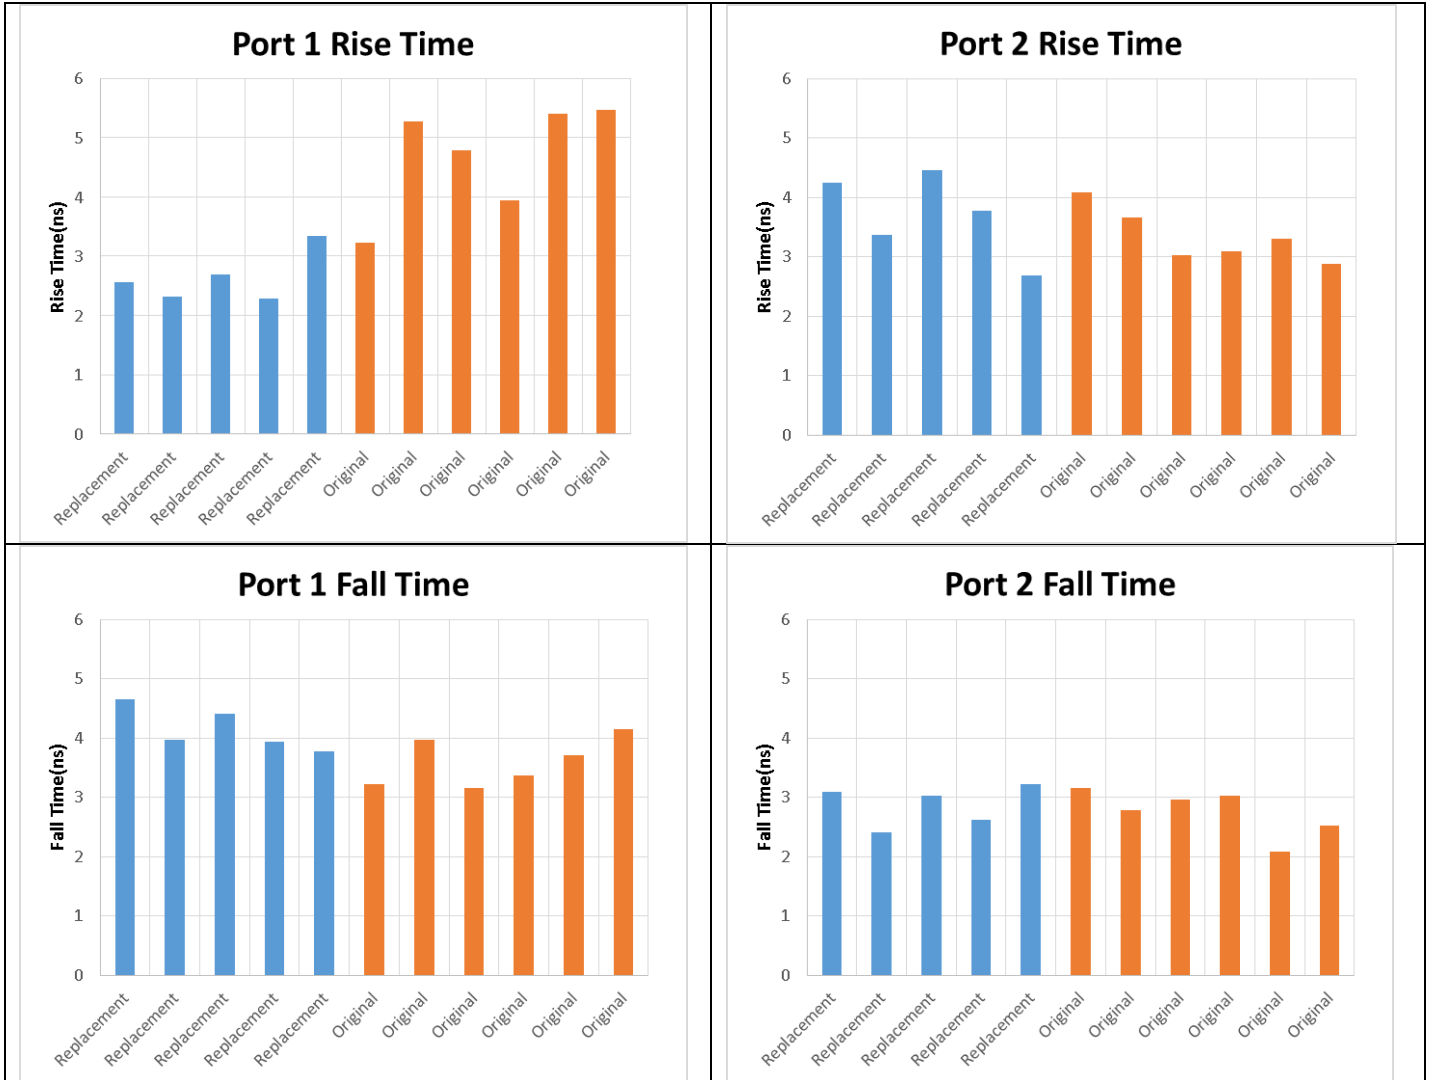 Port 1 Rise Time
Rise Time(ns)
6
5
4
3
2
1
0
Replacement
Replacement
Replacement
Replacement
Replacement
Original
Original
Original
Original
Original
Original
Port 2 Rise Time
Rise Time(ns)
6
5
4
3
2
1
0
Replacement
Replacement
Replacement
Replacement
Replacement
Original
Original
Original
Original
Original
Original
Port 1 Fall Time
Fall Time(ns)
6
5
4
3
2
1
0
Replacement
Replacement
Replacement
Replacement
Replacement
Original
Original
Original
Original
Original
Original
Port 2 Fall Time
Fall Time(ns)
6
5
4
3
2
1
0
Replacement
Replacement
Replacement
Replacement
Replacement
Original
Original
Original
Original
Original
Original